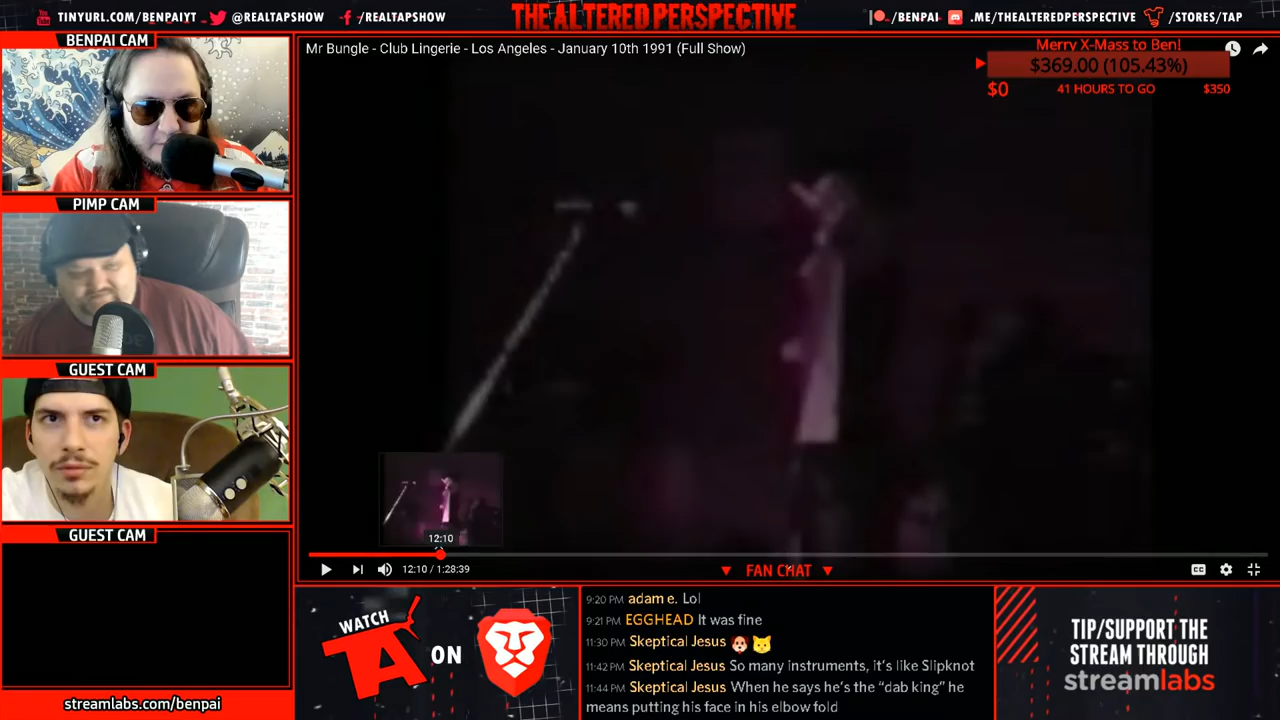 TINYURL.COM/BENPAIYT
@REALTAPSHOW
/REALTAPSHOW
THE ALTERED PERSPECTIVE
/BENPAI
.ME/THEALTEREDPERSPECTIVE
/STORES/TAP
BENPAI CAM
PIMP CAM
GUEST CAM
GUEST CAM
streamlabs.com/benpai
Mr Bungle - Club Lingerie - Los Angeles - January 10th 1991 (Full Show)
Merry X-Mass to Ben!
$369.00 (105.43%)
$0 41 HOURS TO GO $350
12:10
12:10 / 1:28:39
FAN CHAT
CC
WATCH
TA ON
9:20 PM adam e. Lol
9:21 PM EGGHEAD It was fine
11:30 PM Skeptical Jesus 🐶 🐱
11:42 PM Skeptical Jesus So many instruments, it's like Slipknot
11:44 PM Skeptical Jesus When he says he's the “dab king” he
means putting his face in his elbow fold
TIP/SUPPORT THE
STREAM THROUGH
streamlabs